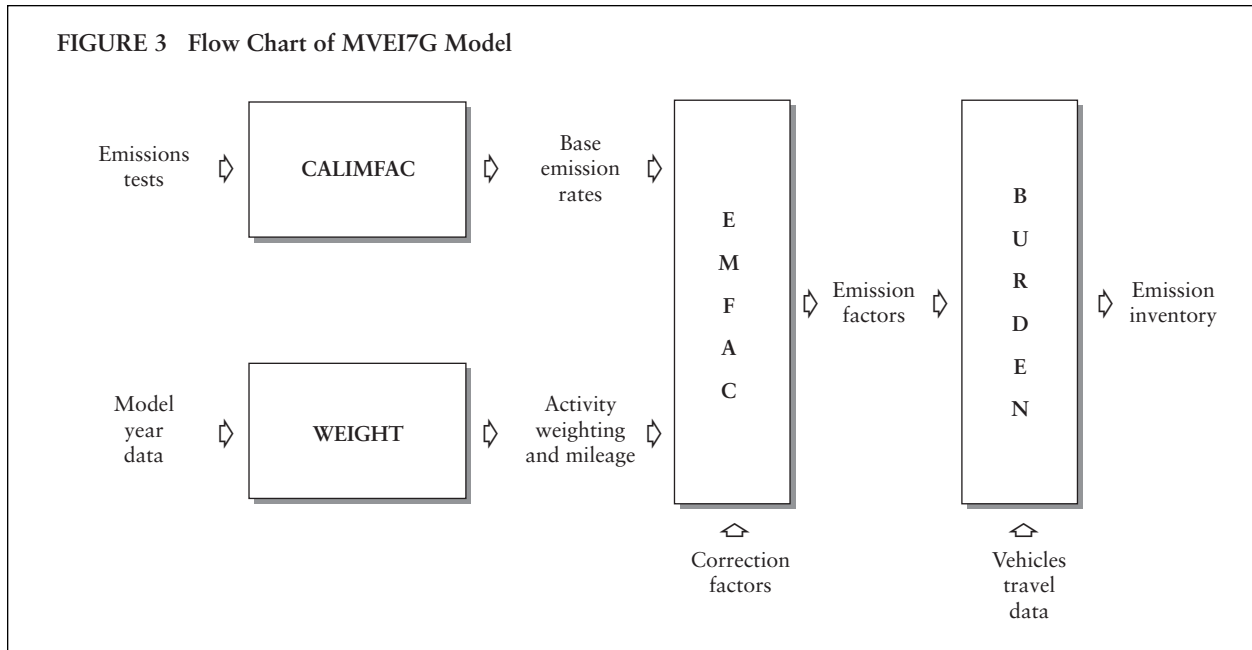 FIGURE 3 Flow Chart of MVEI7G Model
Emissions
tests
CALIMFAC
Base
emission
rates
Model
year
data
WEIGHT
Activity
weighting
and mileage
E
M
F
A
C
Correction
factors
Emission
factors
B
U
R
D
E
N
Vehicles
travel
data
Emission
inventory